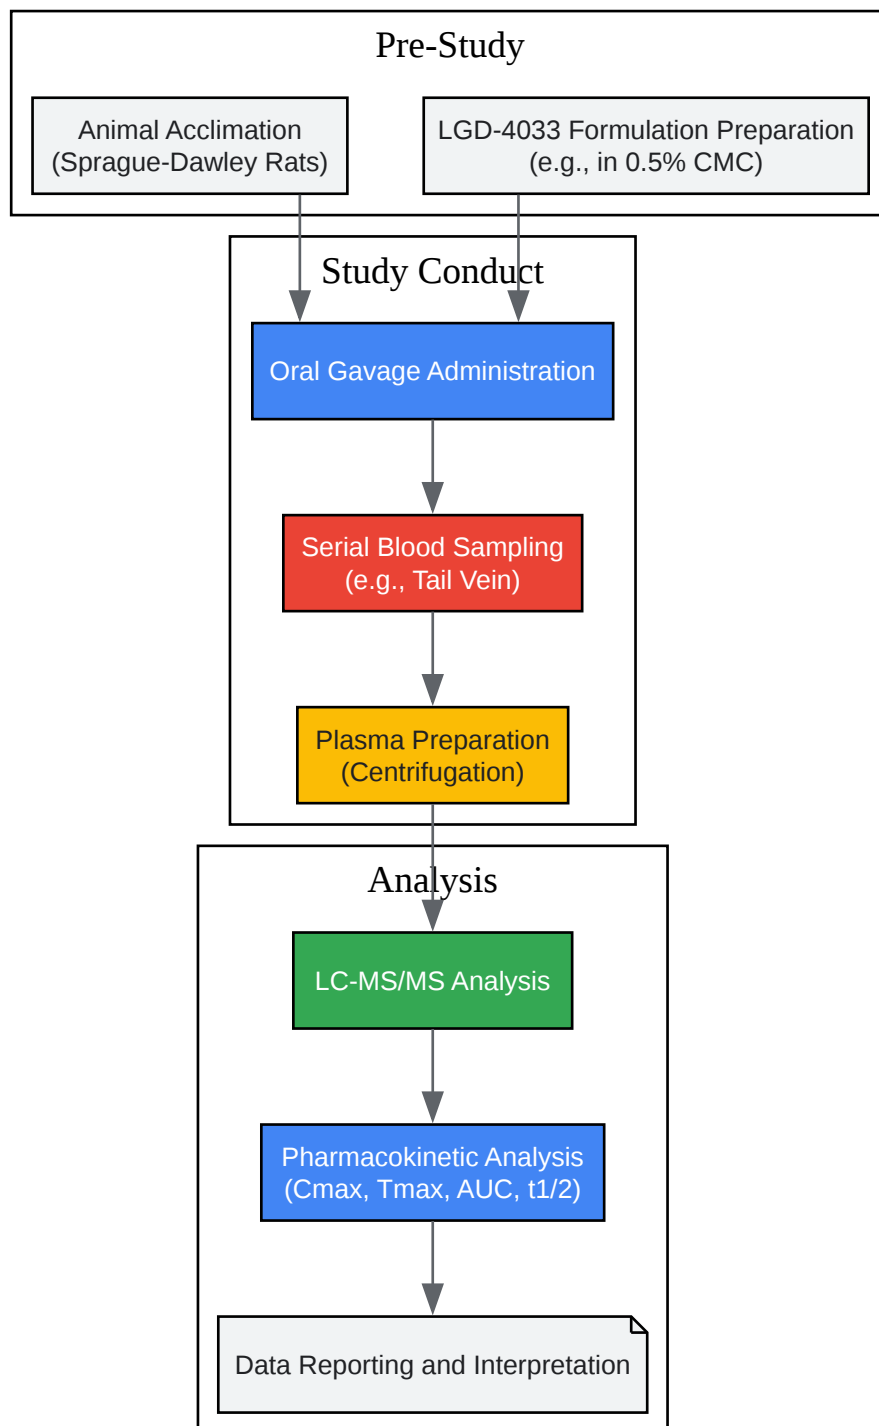 Pre-Study
Animal Acclimation
(Sprague-Dawley Rats)
LGD-4033 Formulation Preparation
(e.g., in 0.5% CMC)
Study Conduct
Oral Gavage Administration
Serial Blood Sampling
(e.g., Tail Vein)
Plasma Preparation
(Centrifugation)
Analysis
LC-MS/MS Analysis
Pharmacokinetic Analysis
(Cmax, Tmax, AUC, t1/2)
Data Reporting and Interpretation